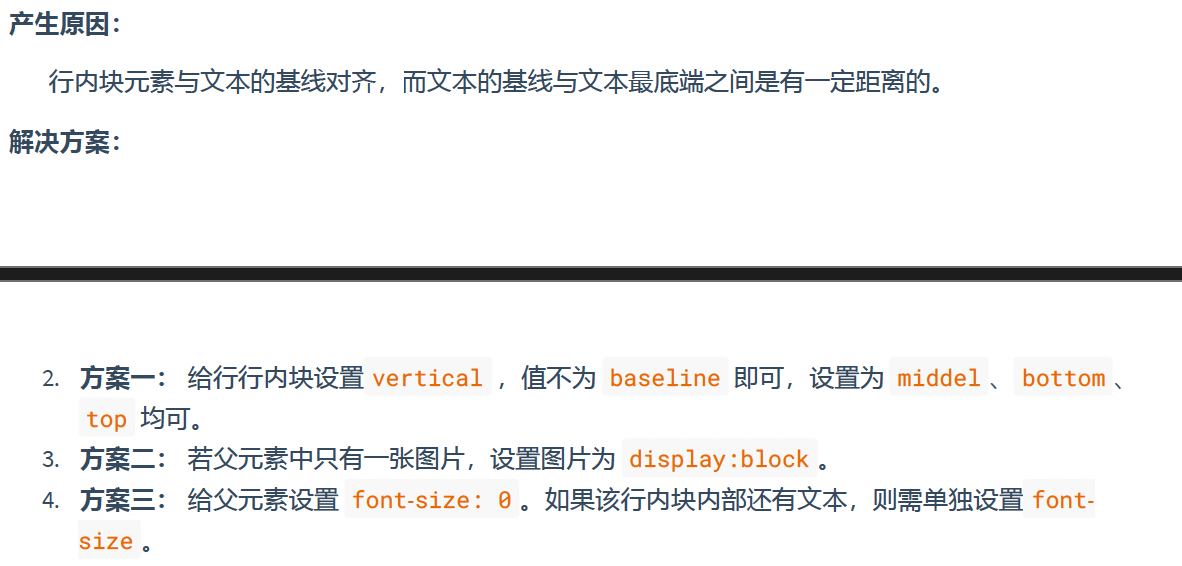 产生原因：
行内块元素与文本的基线对齐，而文本的基线与文本最底端之间是有一定距离的。
解决方案：
2. 方案一： 给行行内块设置 vertical ，值不为 baseline 即可，设置为 middel 、 bottom 、
top 均可。
3. 方案二： 若父元素中只有一张图片，设置图片为 display:block 。
4. 方案三： 给父元素设置 font-size: 0 。如果该行内块内部还有文本，则需单独设置 font-
size 。